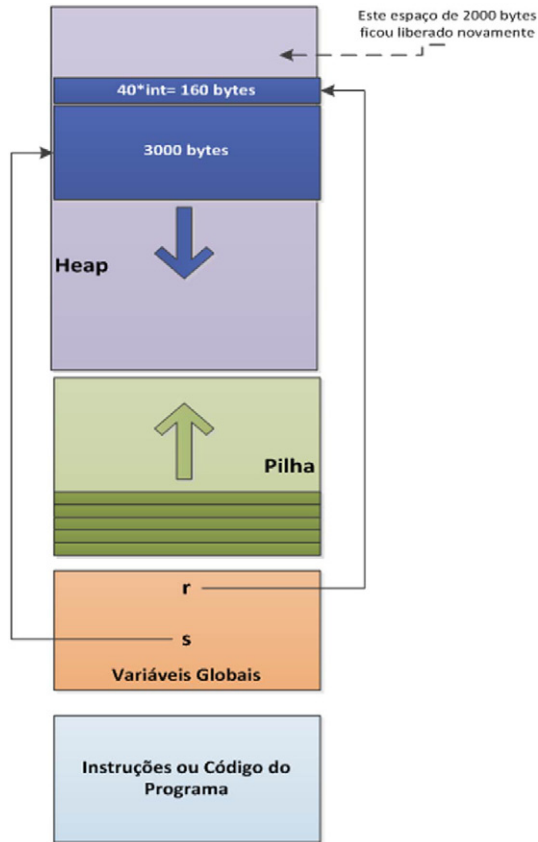 Este espaço de 2000 bytes
ficou liberado novamente
40*int= 160 bytes
3000 bytes
Heap
Pilha
r
s
Variáveis Globais
Instruções ou Código do
Programa